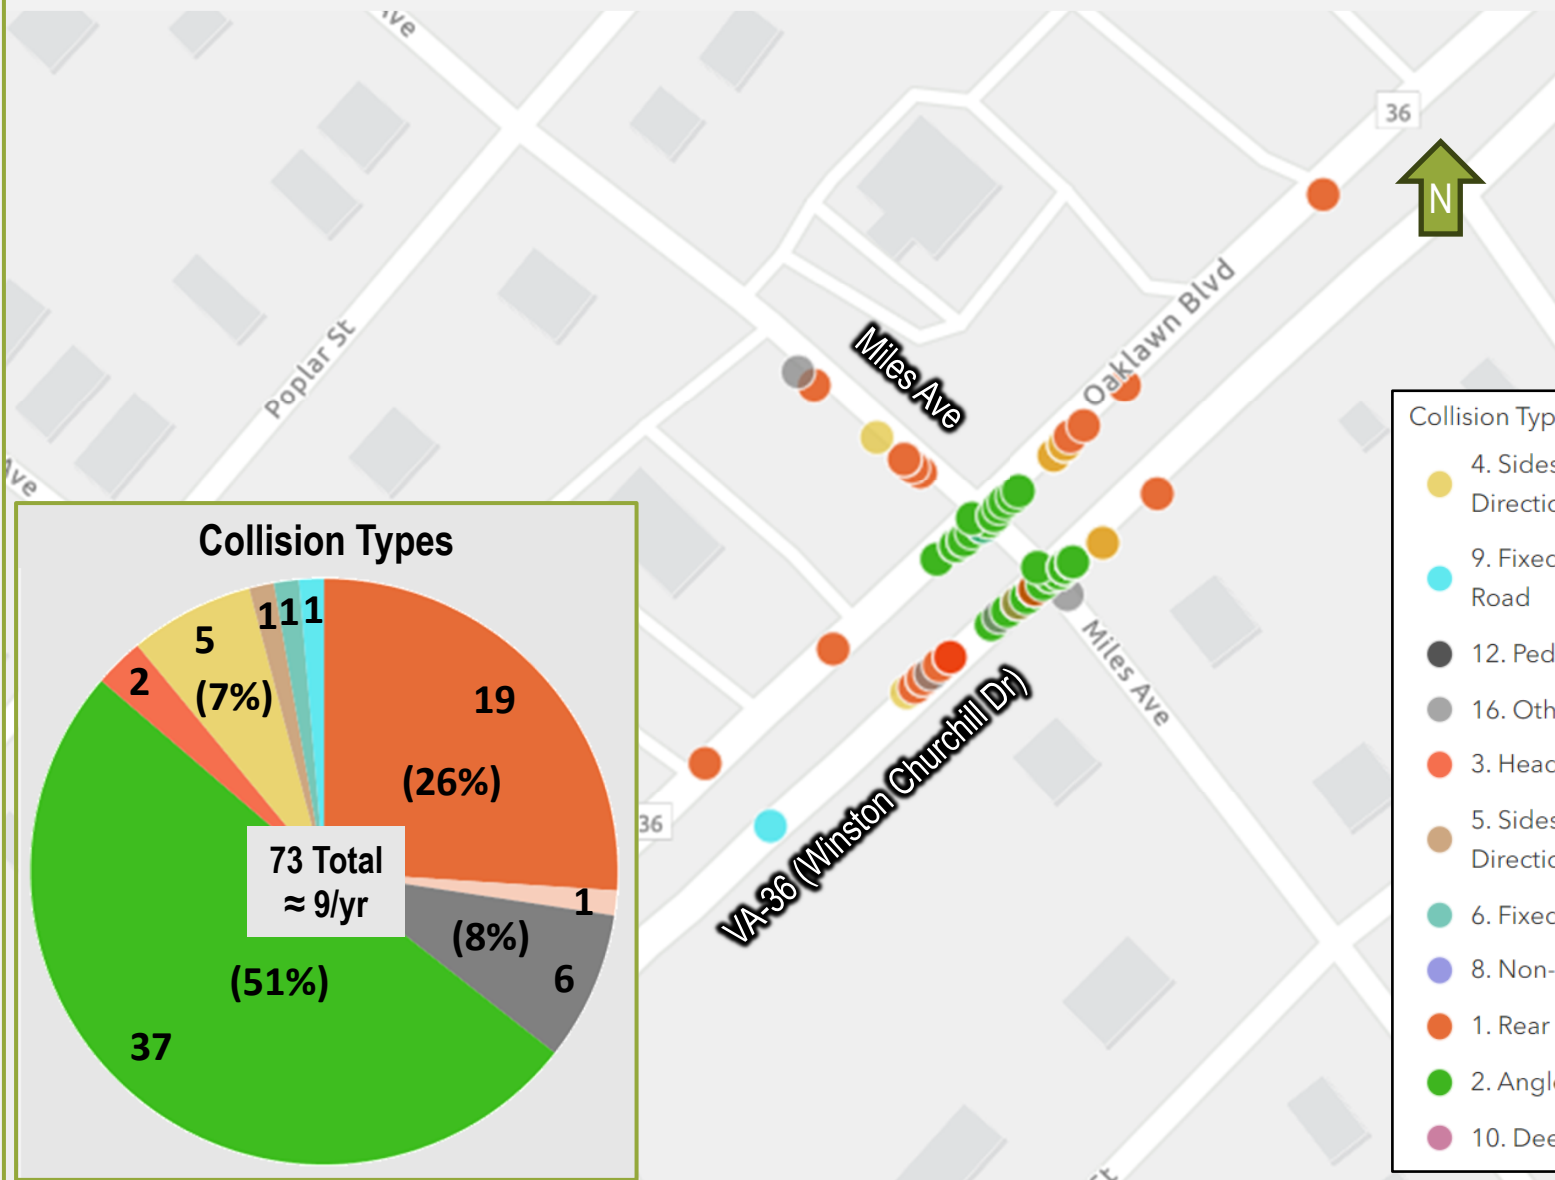 ve
36
N
Oaklawn Blvd
Miles Ave
Poplar St
Ave
Miles Ave
VA-36 (Winston Churchill Dr)
36
St
Collision Types
1
1
1
5
(7%)
2
19
(26%)
73 Total
≈ 9/yr
1
(8%)
6
(51%)
37
Collision Typ
4. Sides
Directio
9. Fixed
Road
12. Ped
16. Oth
3. Head
5. Sides
Directio
6. Fixed
8. Non-
1. Rear
2. Angle
10. Dee